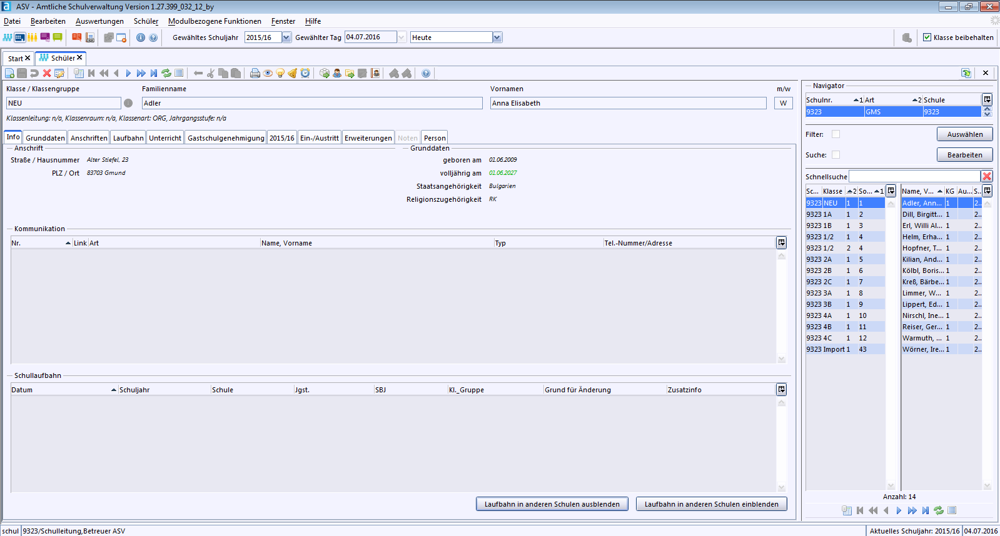 ASV - Amtliche Schulverwaltung Version 1.27.399_032_12_by
Datei Bearbeiten Auswertungen Schüler Modulbezogene Funktionen Fenster Hilfe
Gewähltes Schuljahr 2015/16 Gewählter Tag 04.07.2016 Heute Klasse beibehalten
Start Schüler
Klasse / Klassengruppe Familienname Vornamen m/w
NEU Adler Anna Elisabeth W
Klassenleitung: n/a, Klassenraum: n/a, Klassenart: ORG, Jahrgangsstufe: n/a
Info Grunddaten Anschriften Laufbahn Unterricht Gastschulgenehmigung 2015/16 Ein-/Austritt Erweiterungen Noten Person
Anschrift
Straße / Hausnummer Alter Stiefel, 23
PLZ / Ort 83703 Gmund
Grunddaten
geboren am 01.06.2009
volljährig am 01.06.2027
Staatsangehörigkeit Bulgarien
Religionszugehörigkeit RK
Kommunikation
Nr. Link Art Name, Vorname Typ Tel.-Nummer/Adresse
Schullaufbahn
Datum Schuljahr Schule Jgst. SBJ Kl._Gruppe Grund für Änderung Zusatzinfo
Laufbahn in anderen Schulen ausblenden Laufbahn in anderen Schulen einblenden
Navigator
Schulnr. 1 Art 2 Schule
9323 GMS 9323
Filter: Auswählen
Suche: Bearbeiten
Schnellsuche
Sc... Klasse 2 So... 1
9323 NEU 1 1
9323 1A 1 2
9323 1B 1 3
9323 1/2 1 4
9323 1/2 2 4
9323 2A 1 5
9323 2B 1 6
9323 2C 1 7
9323 3A 1 8
9323 3B 1 9
9323 4A 1 10
9323 4B 1 11
9323 4C 1 12
9323 Import 1 43
Name, V... KG Au... S...
Adler, Ann... 1 2...
Dill, Birgitt... 1 2...
Erl, Willi Al... 1 2...
Helm, Erha... 1 2...
Hopfner, T... 1 2...
Kilian, And... 1 2...
Kölbl, Boris... 1 2...
Kreß, Bärbe... 1 2...
Limmer, W... 1 2...
Lippert, Ed... 1 2...
Nirschl, Ine... 1 2...
Reiser, Ger... 1 2...
Warmuth, ... 1 2...
Wörner, Ire... 1 2...
Anzahl: 14
schul 9323/Schulleitung,Betreuer ASV Aktuelles Schuljahr: 2015/16 04.07.2016